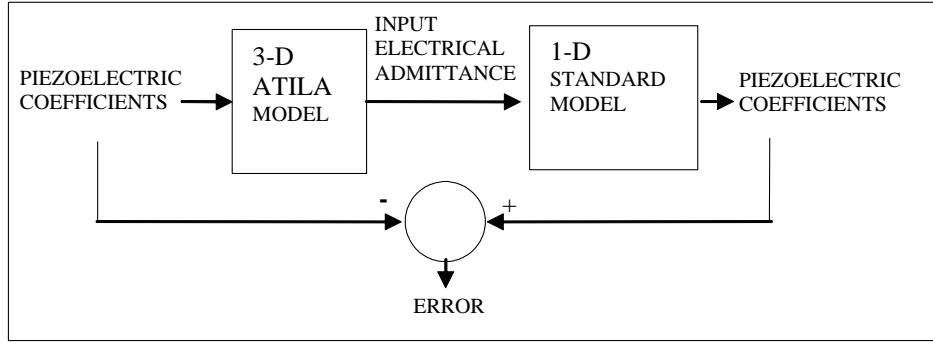 PIEZOELECTRIC
COEFFICIENTS
3-D
ATILA
MODEL
INPUT
ELECTRICAL
ADMITTANCE
1-D
STANDARD
MODEL
PIEZOELECTRIC
COEFFICIENTS
-
+
ERROR